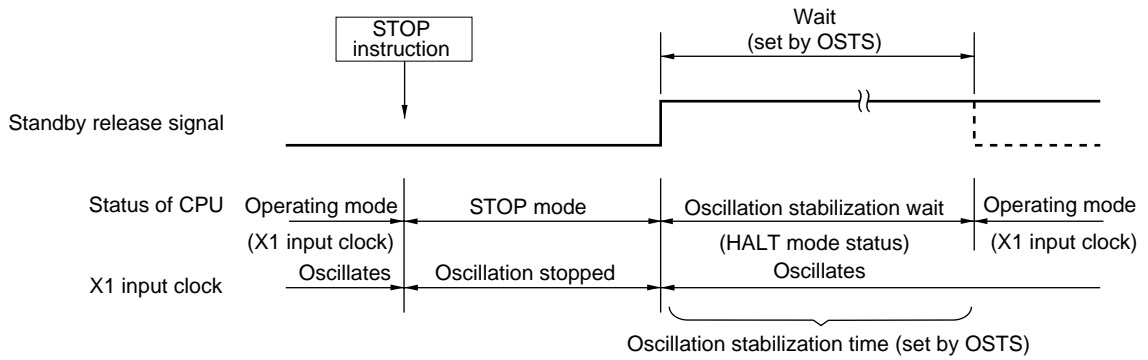 STOP
instruction
Wait
(set by OSTS)
Standby release signal
Status of CPU
Operating mode
(X1 input clock)
STOP mode
Oscillation stabilization wait
(HALT mode status)
Operating mode
(X1 input clock)
X1 input clock
Oscillates
Oscillation stopped
Oscillates
Oscillation stabilization time (set by OSTS)